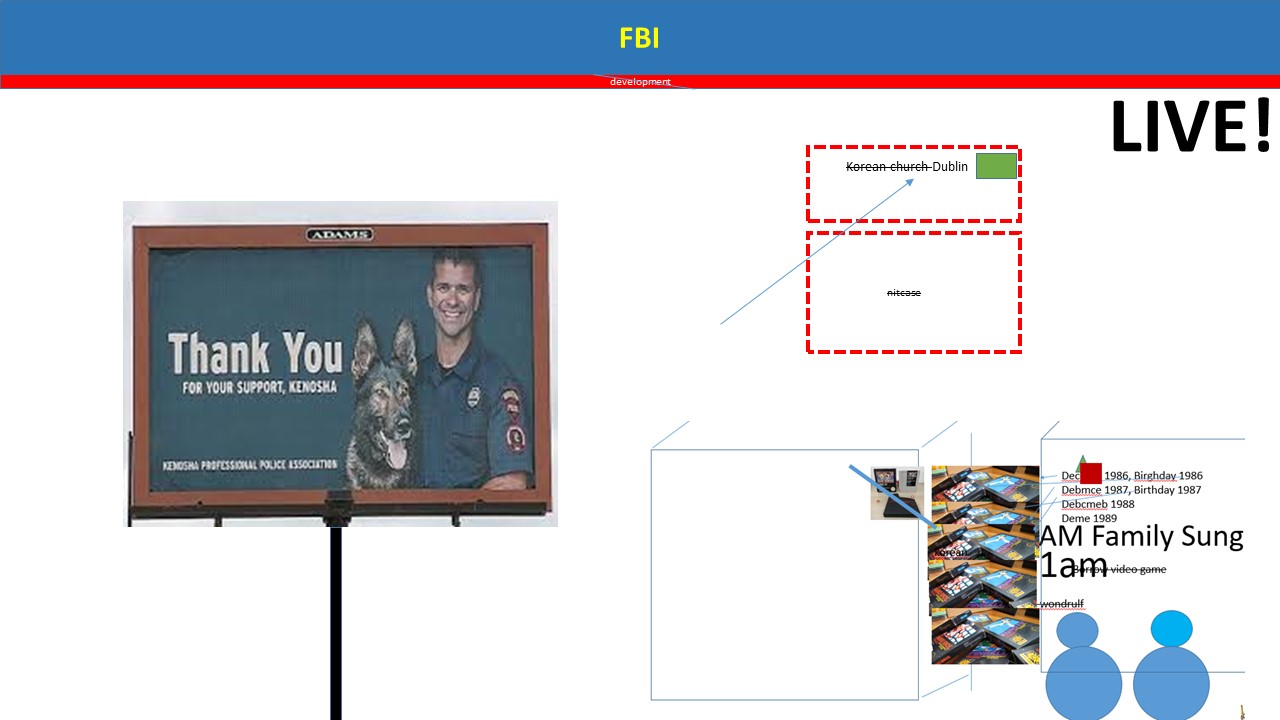 FBI
development
LIVE!
Korean church Dublin
nitcase
ADAMS
Thank You
FOR YOUR SUPPORT, KENOSHA
KENOSHA PROFESSIONAL POLICE ASSOCIATION
1986, Birghday 1986
Debmce 1987, Birthday 1987
Debcmeb 1988
Deme 1989
AM Family Sung
1am
korean
Borrow video game
wondrulf